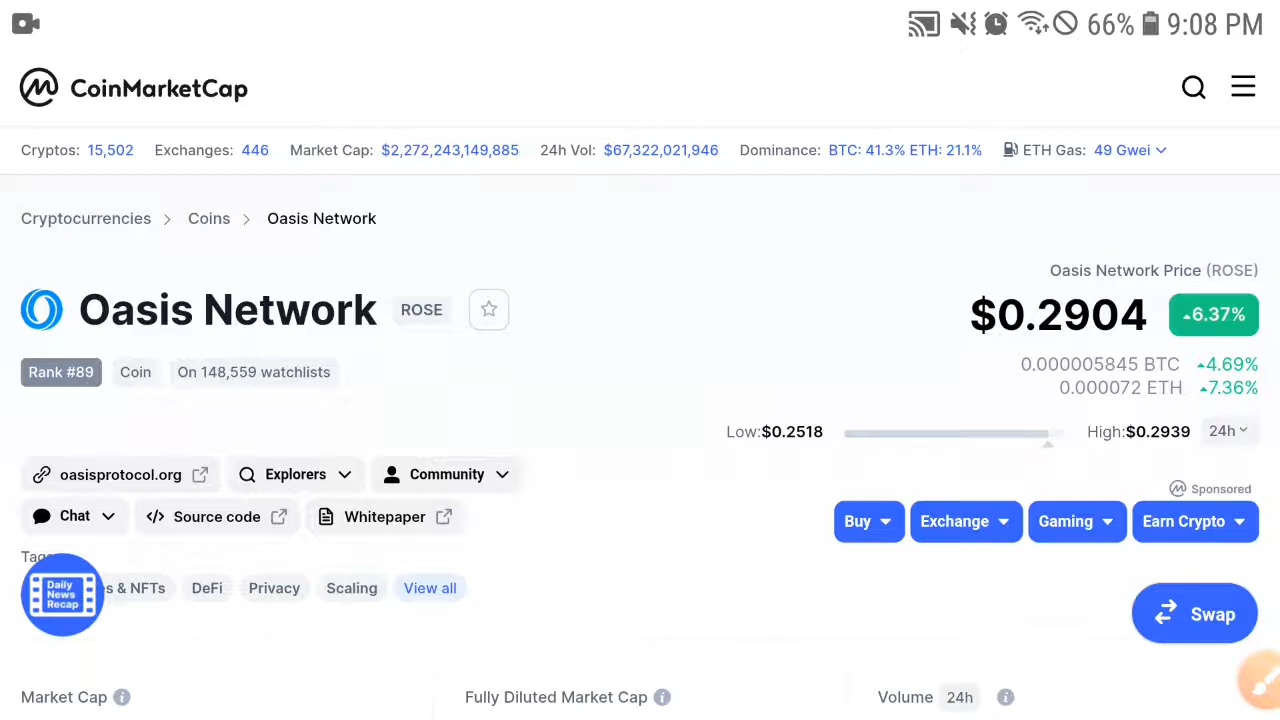 66% 9:08 PM
CoinMarketCap
Cryptos: 15,502 Exchanges: 446 Market Cap: $2,272,243,149,885 24h Vol: $67,322,021,946 Dominance: BTC: 41.3% ETH: 21.1% ETH Gas: 49 Gwei
Cryptocurrencies > Coins > Oasis Network
Oasis Network Price (ROSE)
Oasis Network ROSE $0.2904 6.37%
Rank #89 Coin On 148,559 watchlists 0.000005845 BTC 4.69%
0.000072 ETH 7.36%
Low:$0.2518 High:$0.2939 24h
oasisprotocol.org Explorers Community
Sponsored
Chat Source code Whitepaper Buy Exchange Gaming Earn Crypto
Daily
News
Recap
& NFTs DeFi Privacy Scaling View all
Swap
Market Cap Fully Diluted Market Cap Volume 24h